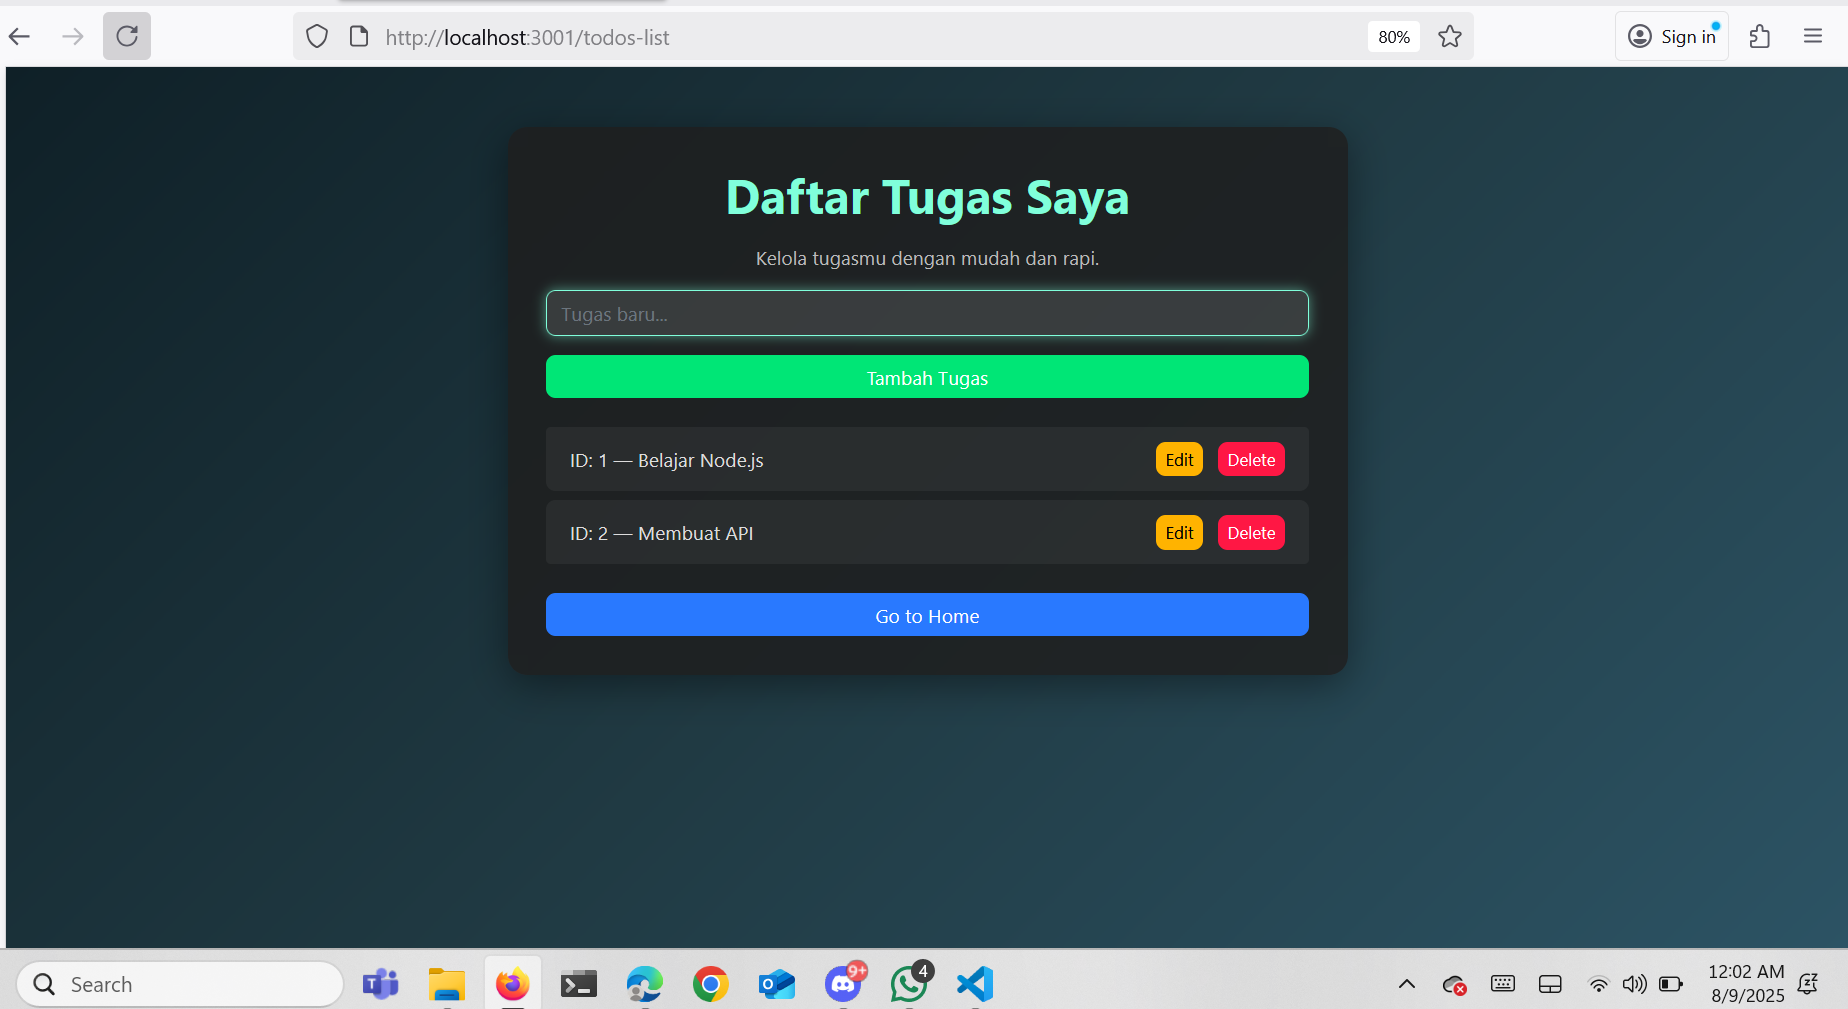 http://localhost:3001/todos-list
80%
Sign in
Daftar Tugas Saya
Kelola tugasmu dengan mudah dan rapi.
Tugas baru...
Tambah Tugas
ID: 1 — Belajar Node.js
Edit
Delete
ID: 2 — Membuat API
Edit
Delete
Go to Home
Search
9+
4
12:02 AM
8/9/2025